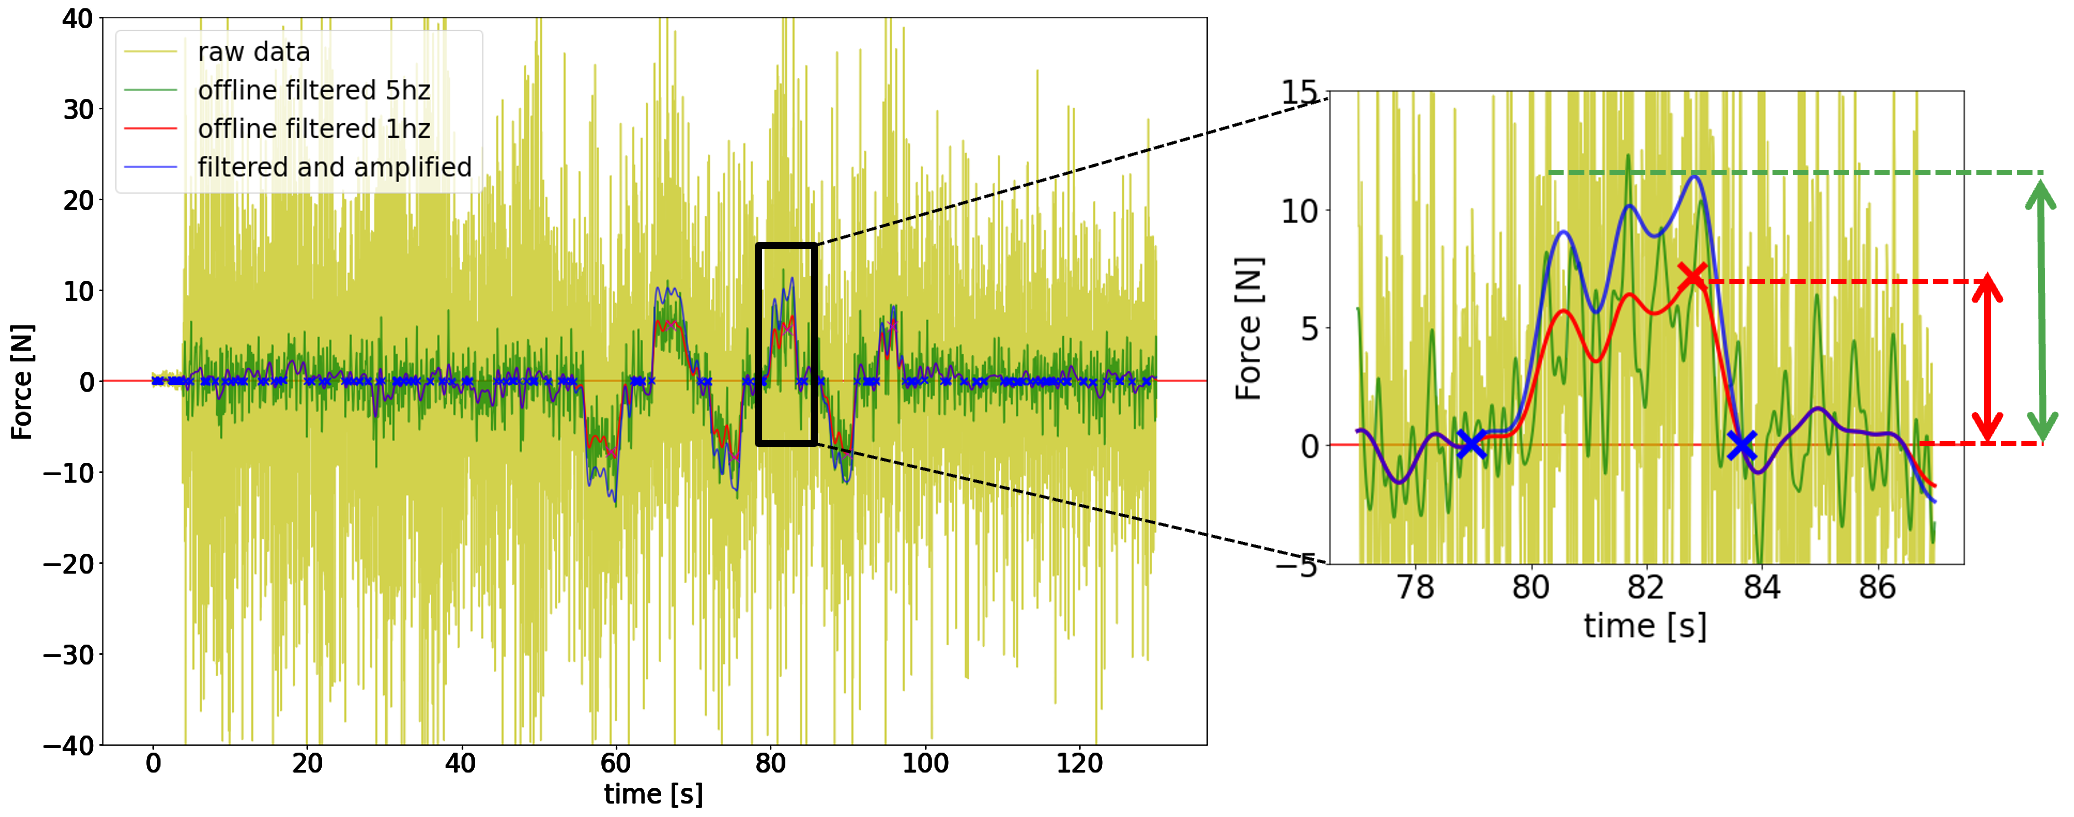 40
30
20
10
0
−10
−20
−30
−40
Force [N]
raw data
offline filtered 5hz
offline filtered 1hz
filtered and amplified
0 20 40 60 80 100 120
time [s]
15
10
5
0
−5
Force [N]
78 80 82 84 86
time [s]